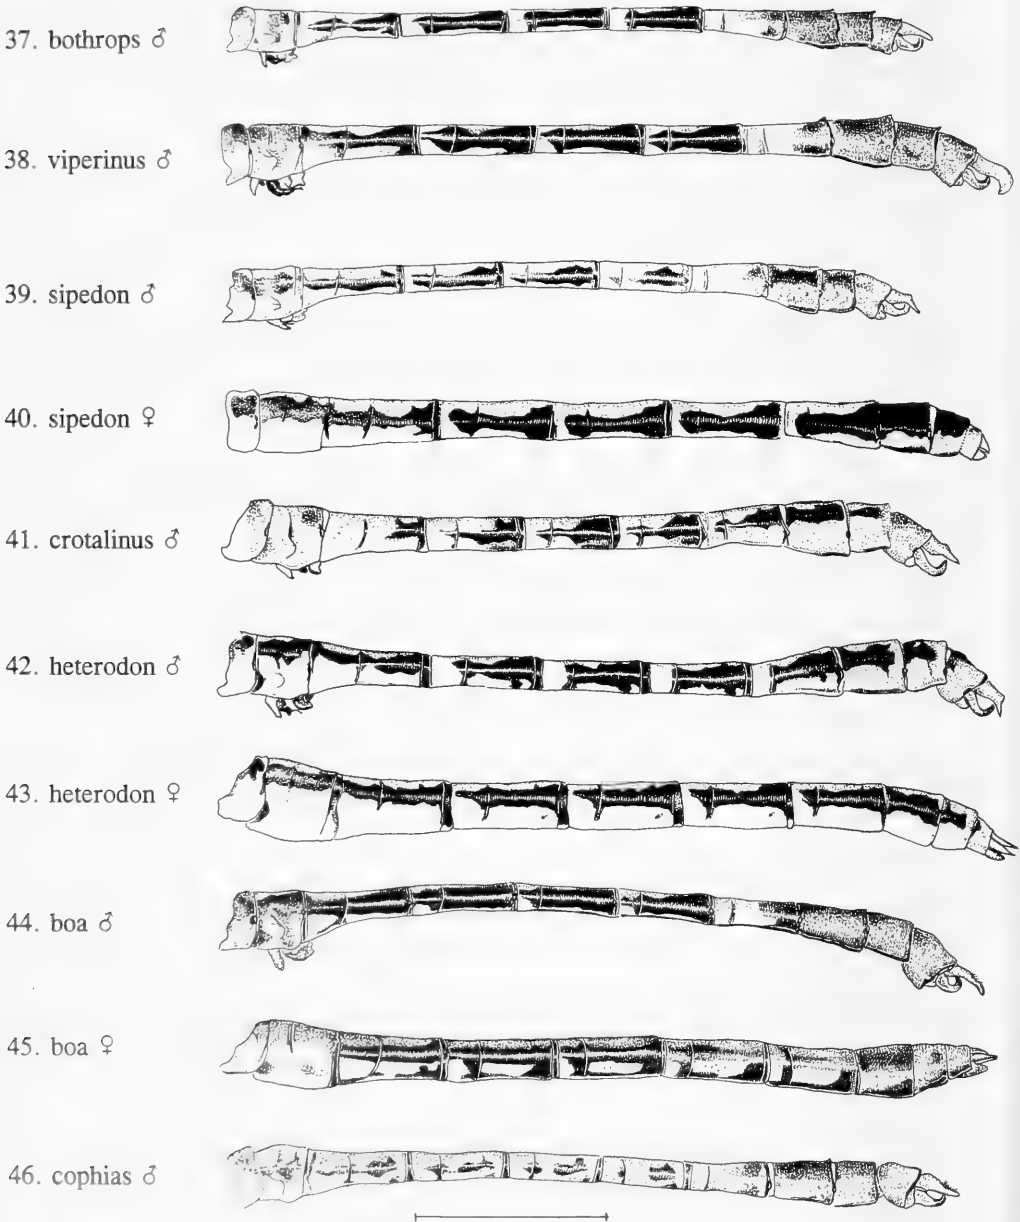 37. bothrops ♂
38. viperinus ♂
39. sipedon ♂
40. sipedon ♀
41. crotalinus ♂
42. heterodon ♂
43. heterodon ♀
44. boa ♂
45. boa ♀
46. cophias ♂